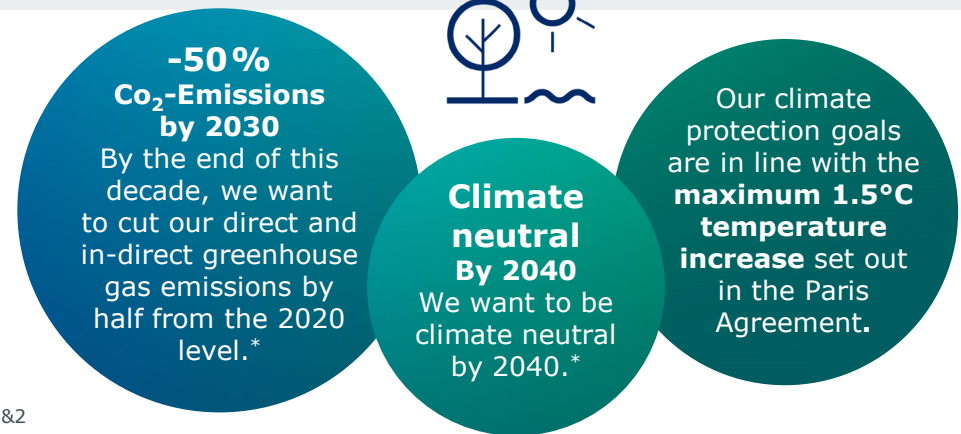 -50%
Co₂-Emissions
by 2030
By the end of this
decade, we want
to cut our direct and
in-direct greenhouse
gas emissions by
half from the 2020
level.*
Climate
neutral
By 2040
We want to be
climate neutral
by 2040.*
Our climate
protection goals
are in line with the
maximum 1.5°C
temperature
increase set out
in the Paris
Agreement.
&2